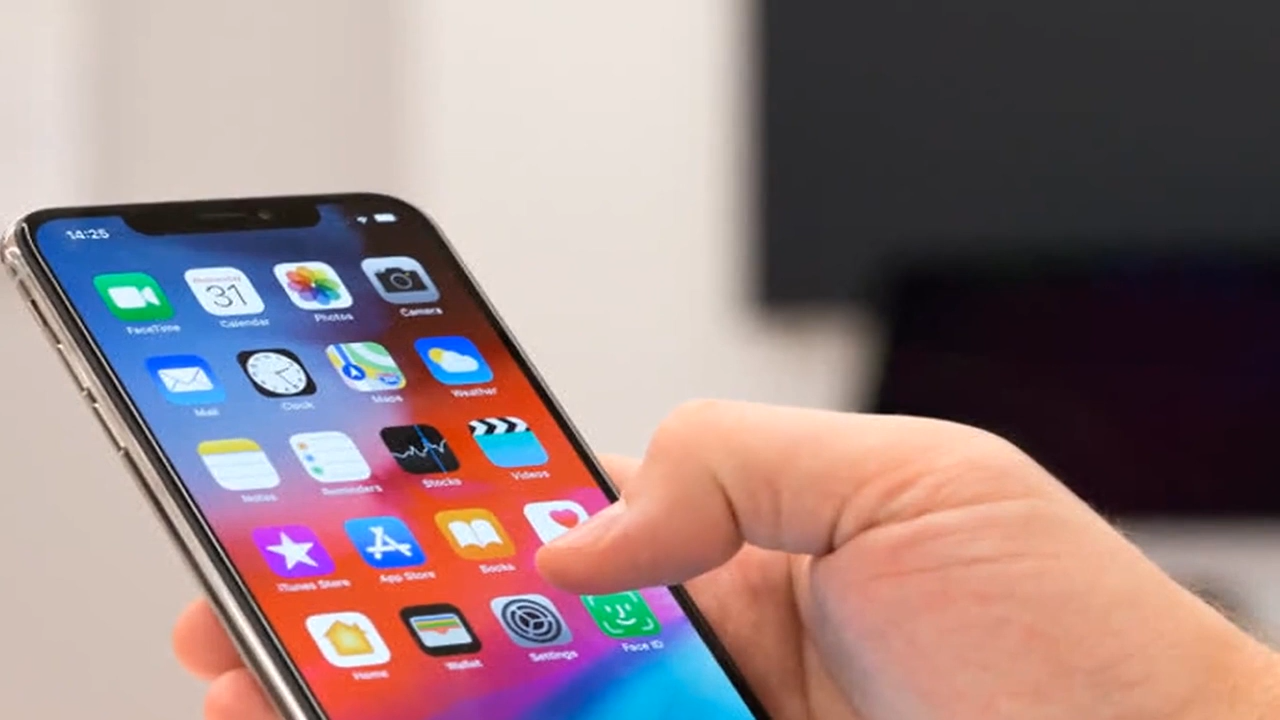 14:25
Wednesday
31
FaceTime
Calendar
Photos
Camera
Mail
Clock
Maps
Weather
Notes
Reminders
Stocks
Videos
iTunes Store
App Store
Books
Home
Wallet
Settings
Face ID